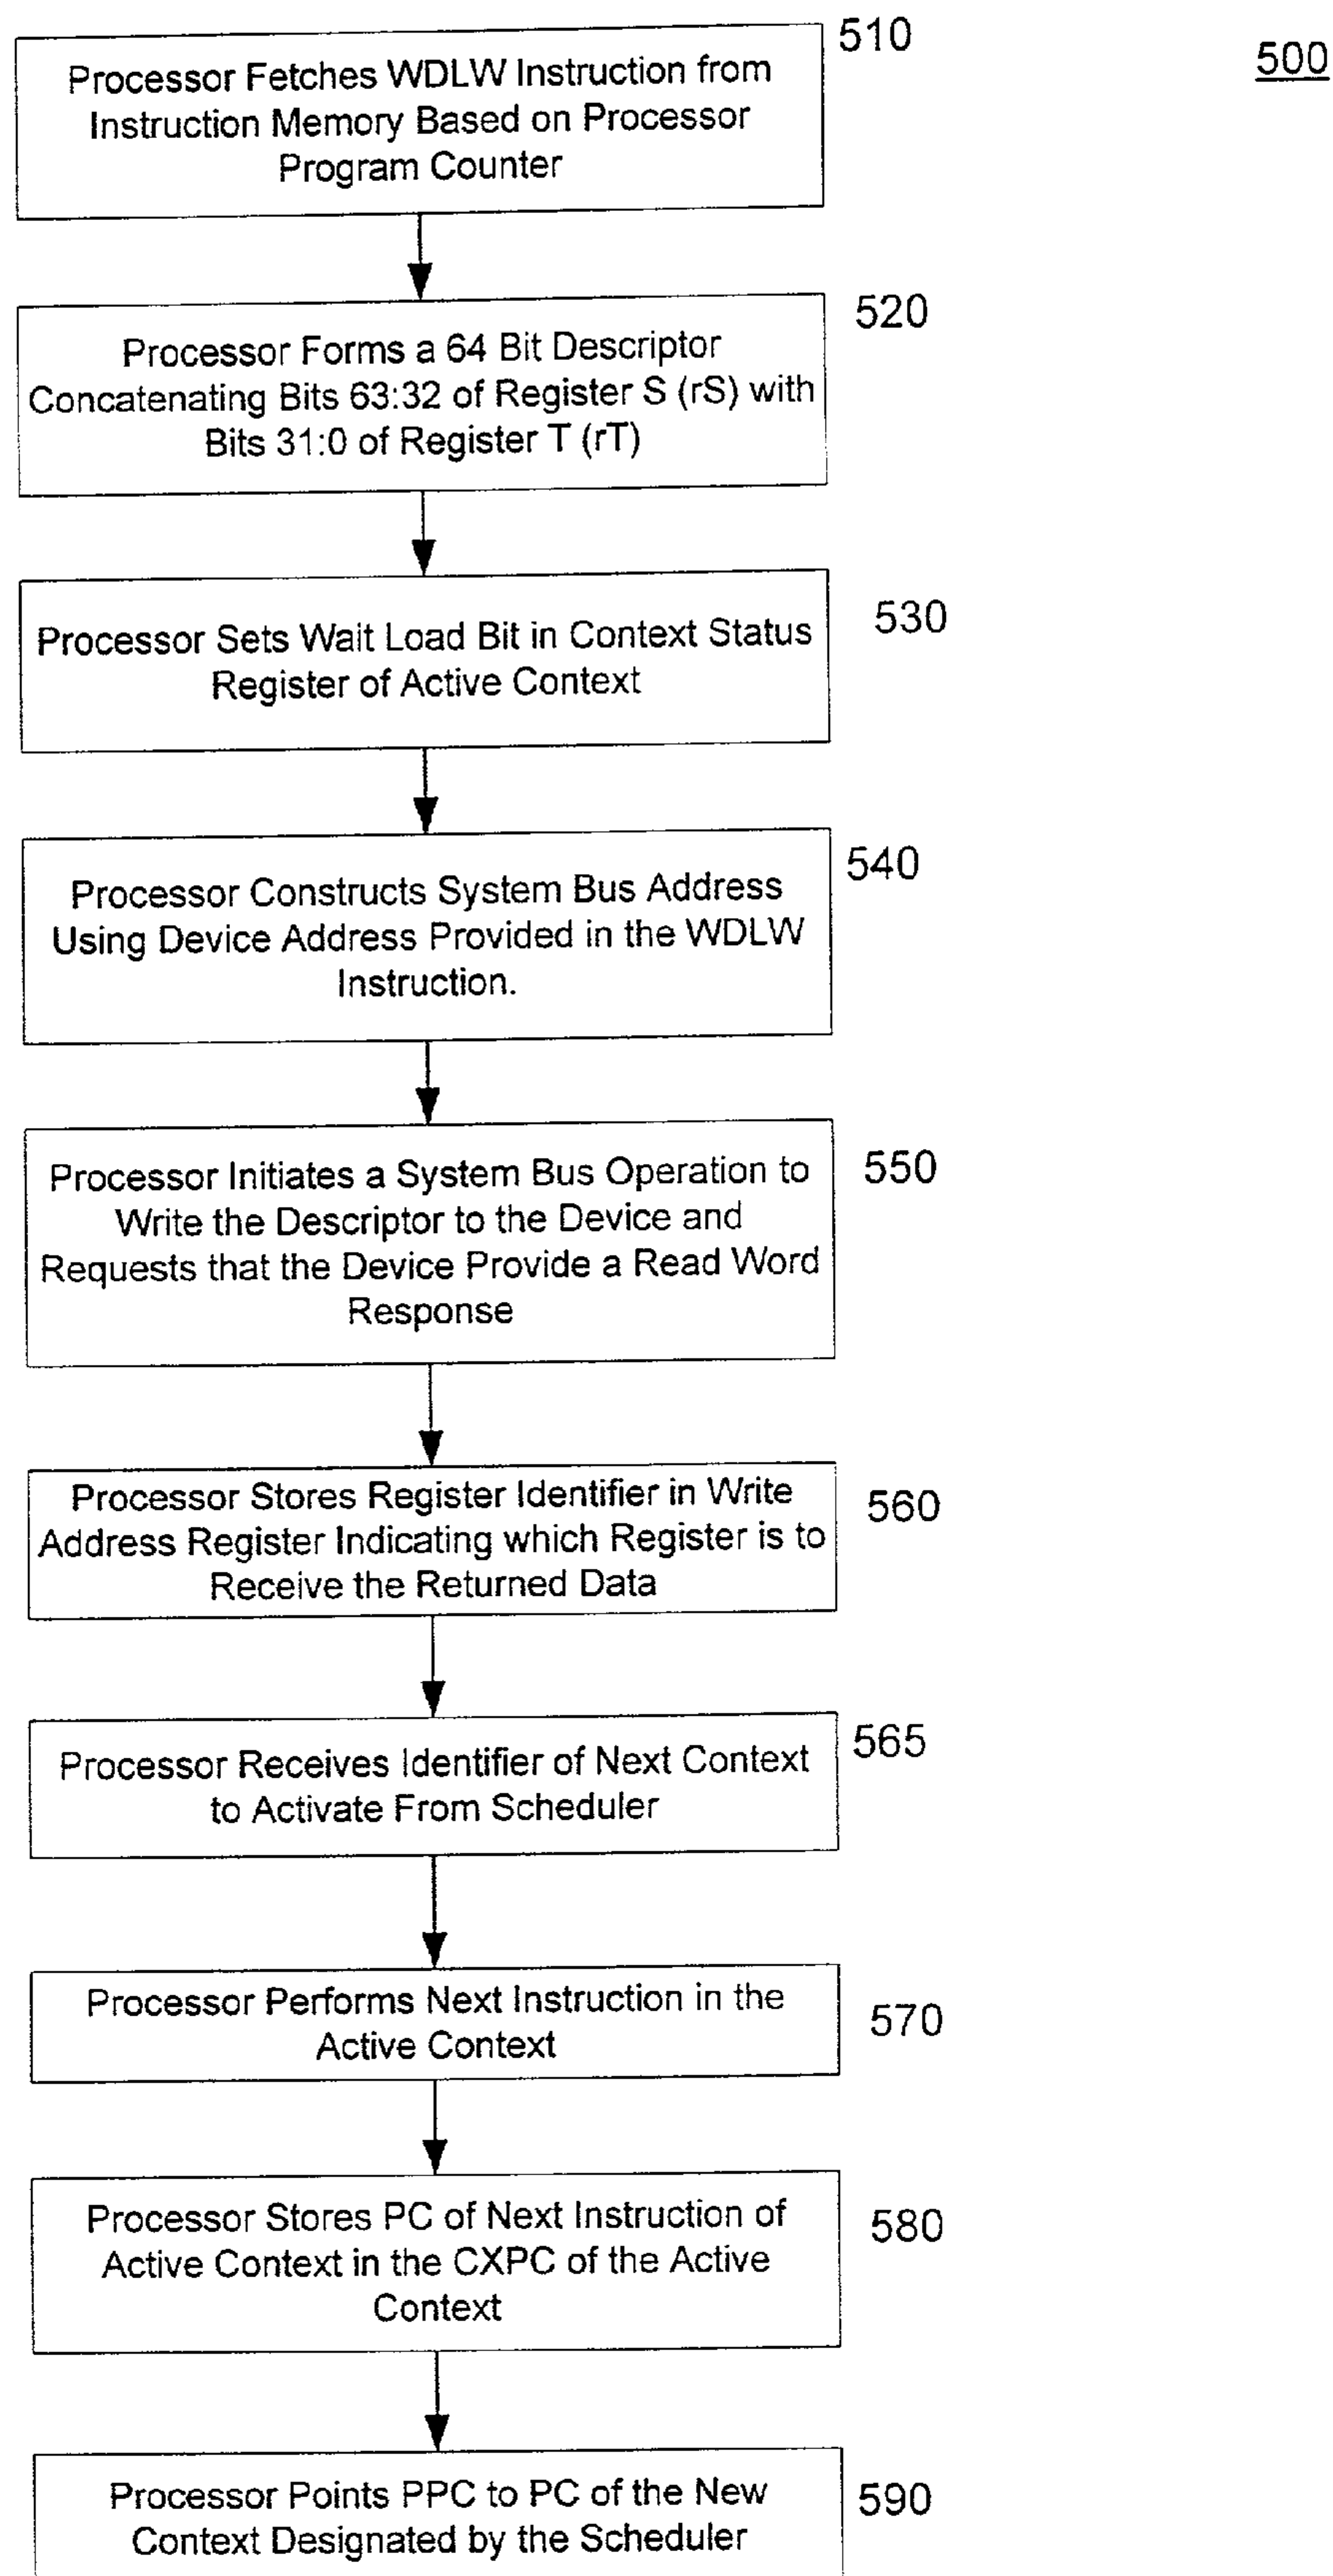 510
500
Processor Fetches WDLW Instruction from
Instruction Memory Based on Processor
Program Counter
520
Processor Forms a 64 Bit Descriptor
Concatenating Bits 63:32 of Register S (rS) with
Bits 31:0 of Register T (rT)
530
Processor Sets Wait Load Bit in Context Status
Register of Active Context
540
Processor Constructs System Bus Address
Using Device Address Provided in the WDLW
Instruction.
550
Processor Initiates a System Bus Operation to
Write the Descriptor to the Device and
Requests that the Device Provide a Read Word
Response
560
Processor Stores Register Identifier in Write
Address Register Indicating which Register is to
Receive the Returned Data
565
Processor Receives Identifier of Next Context
to Activate From Scheduler
570
Processor Performs Next Instruction in the
Active Context
580
Processor Stores PC of Next Instruction of
Active Context in the CXPC of the Active
Context
590
Processor Points PPC to PC of the New
Context Designated by the Scheduler